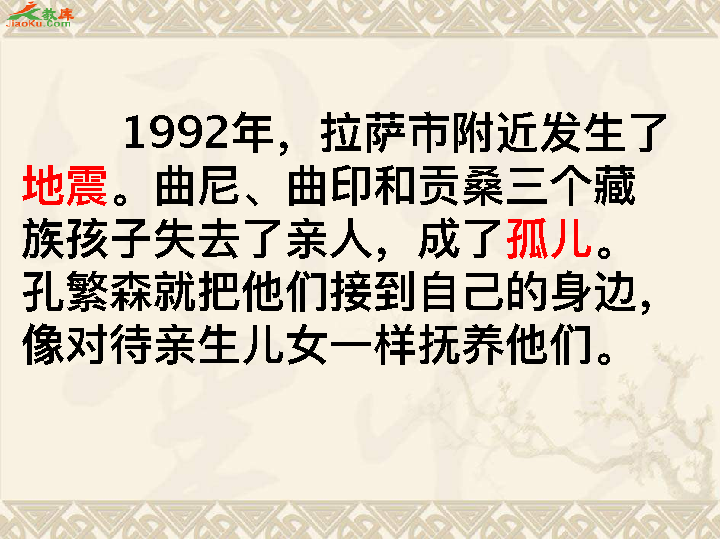 教库
JiaoKu.Com
1992年，拉萨市附近发生了
地震。曲尼、曲印和贡桑三个藏
族孩子失去了亲人，成了孤儿。
孔繁森就把他们接到自己的身边，
像对待亲生儿女一样抚养他们。